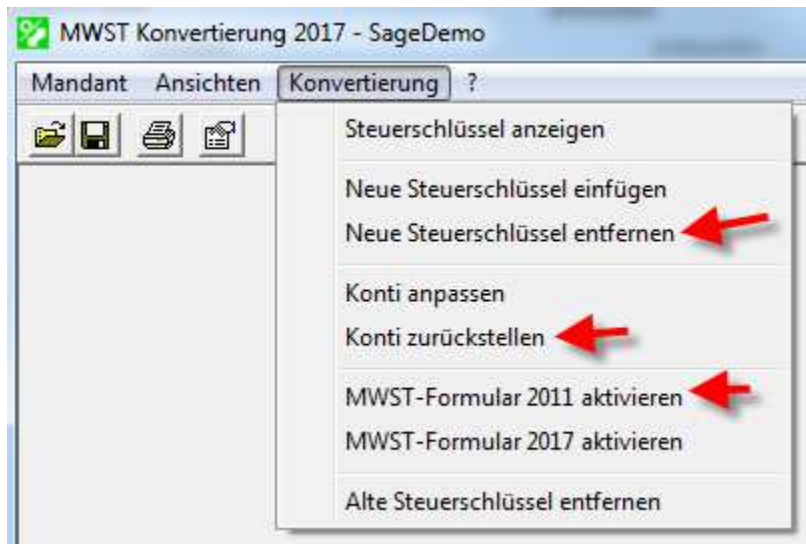 MWST Konvertierung 2017 - SageDemo
Mandant Ansichten Konvertierung ?
Steuerschlüssel anzeigen
Neue Steuerschlüssel einfügen
Neue Steuerschlüssel entfernen
Konti anpassen
Konti zurückstellen
MWST-Formular 2011 aktivieren
MWST-Formular 2017 aktivieren
Alte Steuerschlüssel entfernen